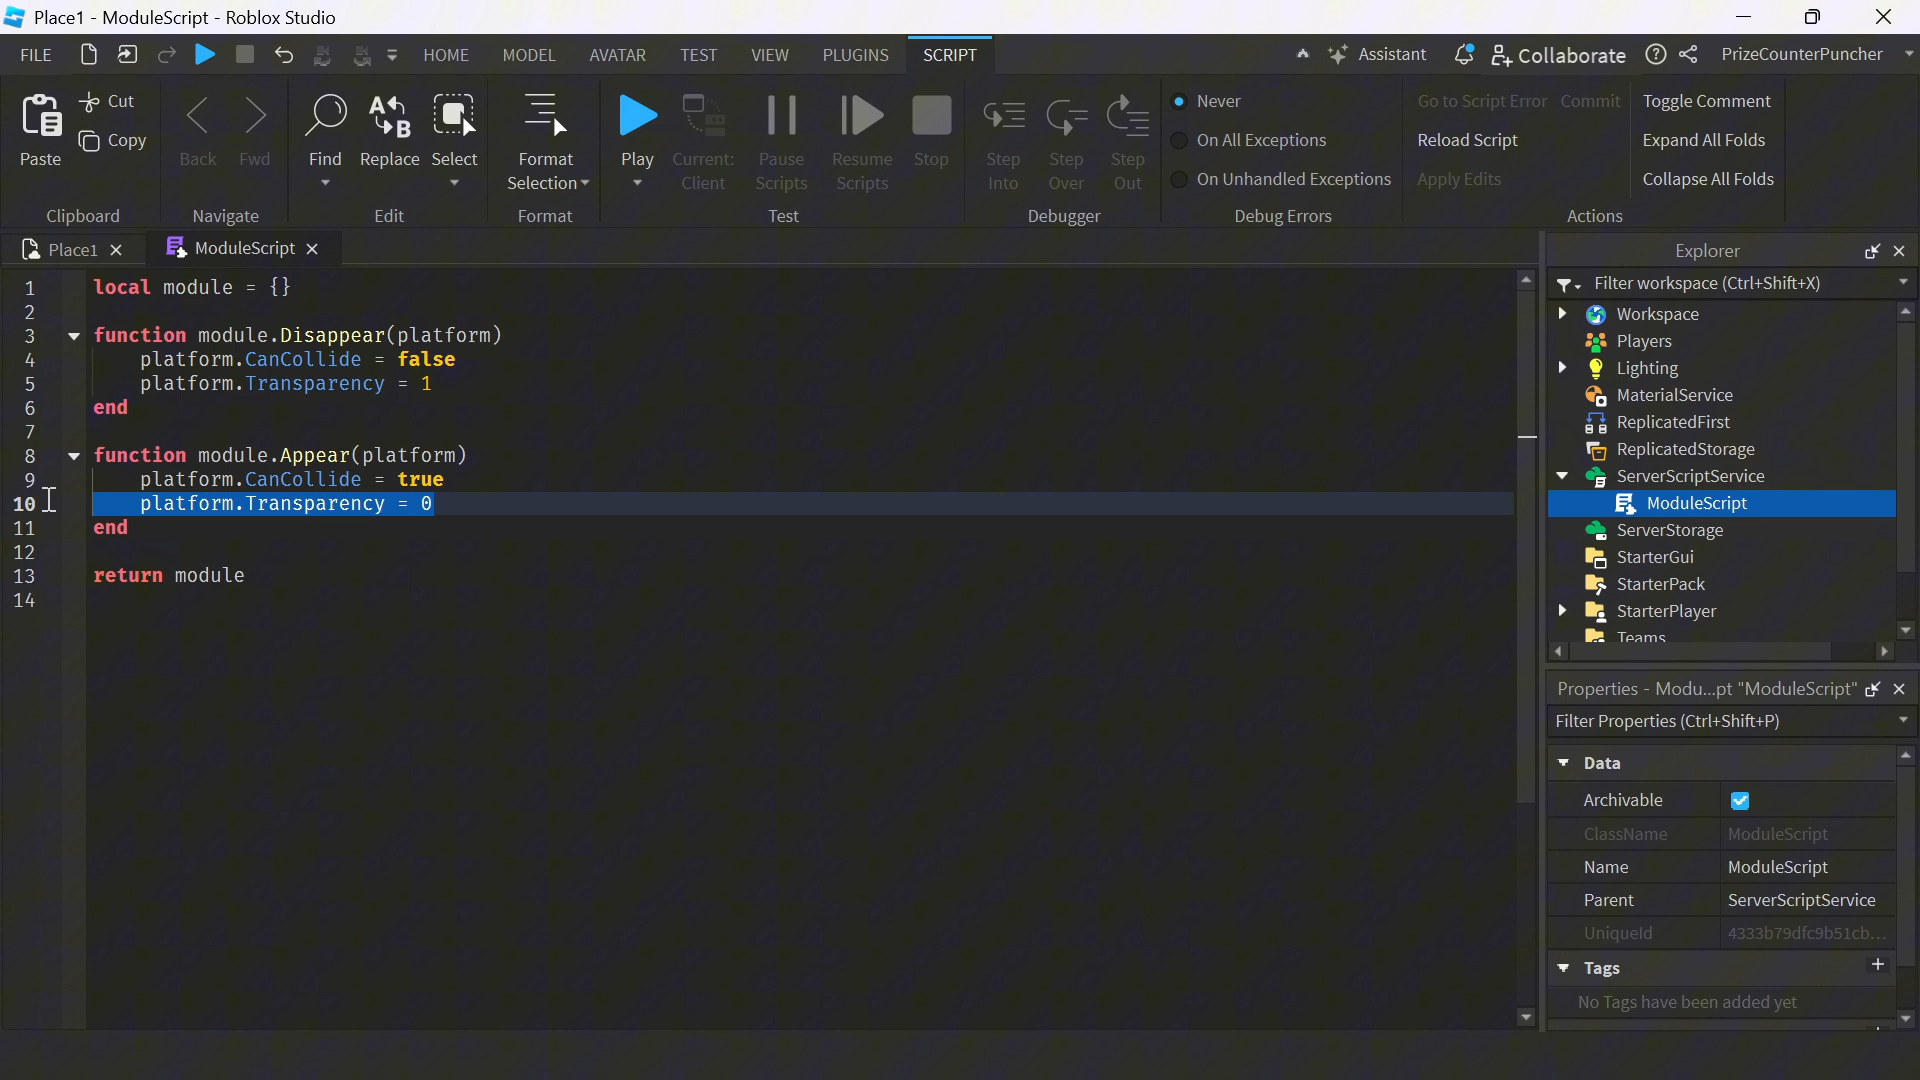 Place1 - ModuleScript - Roblox Studio
FILE HOME MODEL AVATAR TEST VIEW PLUGINS SCRIPT Assistant Collaborate PrizeCounterPuncher
Paste Cut Copy
Clipboard
Back Fwd
Navigate
Find Replace Select
Edit
Format Selection
Format
Play Current: Client Pause Scripts Resume Scripts Stop
Test
Step Into Step Over Step Out
Debugger
Never
On All Exceptions
On Unhandled Exceptions
Debug Errors
Go to Script Error Commit
Reload Script
Apply Edits
Toggle Comment
Expand All Folds
Collapse All Folds
Actions
Place1 ModuleScript
1 local module = {}
2
3 function module.Disappear(platform)
4 platform.CanCollide = false
5 platform.Transparency = 1
6 end
7
8 function module.Appear(platform)
9 platform.CanCollide = true
10 platform.Transparency = 0
11 end
12
13 return module
14
Explorer
Filter workspace (Ctrl+Shift+X)
Workspace
Players
Lighting
MaterialService
ReplicatedFirst
ReplicatedStorage
ServerScriptService
ModuleScript
ServerStorage
StarterGui
StarterPack
StarterPlayer
Teams
Properties - Modu...pt "ModuleScript"
Filter Properties (Ctrl+Shift+P)
Data
Archivable
ClassName ModuleScript
Name ModuleScript
Parent ServerScriptService
UniqueId 4333b79dfc9b51cb...
Tags +
No Tags have been added yet